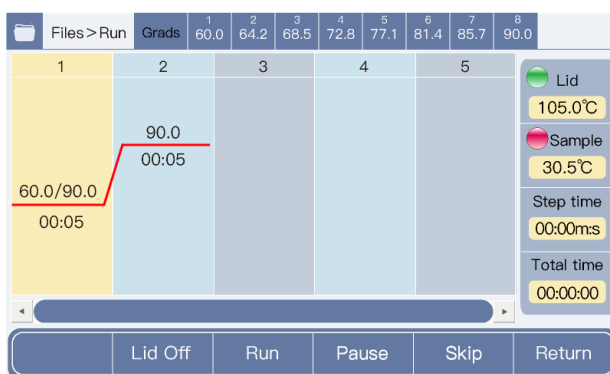 Files>Run Grads 1 60.0 2 64.2 3 68.5 4 72.8 5 77.1 6 81.4 7 85.7 8 90.0
1 2 3 4 5
Lid
105.0℃
90.0
Sample
00:05
30.5℃
60.0/90.0
Step time
00:05
00:00m:s
Total time
00:00:00
Lid Off Run Pause Skip Return